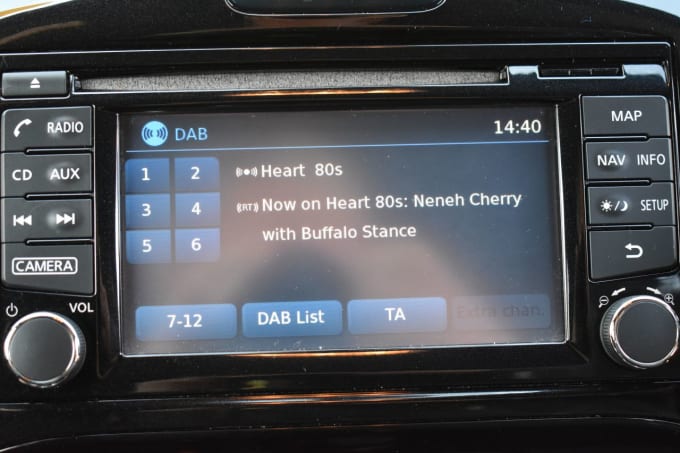 DAB 14:40
RADIO
MAP
1 2
Heart 80s
CD AUX
NAV INFO
3 4
(RT) Now on Heart 80s: Neneh Cherry
with Buffalo Stance
SETUP
5 6
CAMERA
VOL
7-12
DAB List
TA
Extra chan.